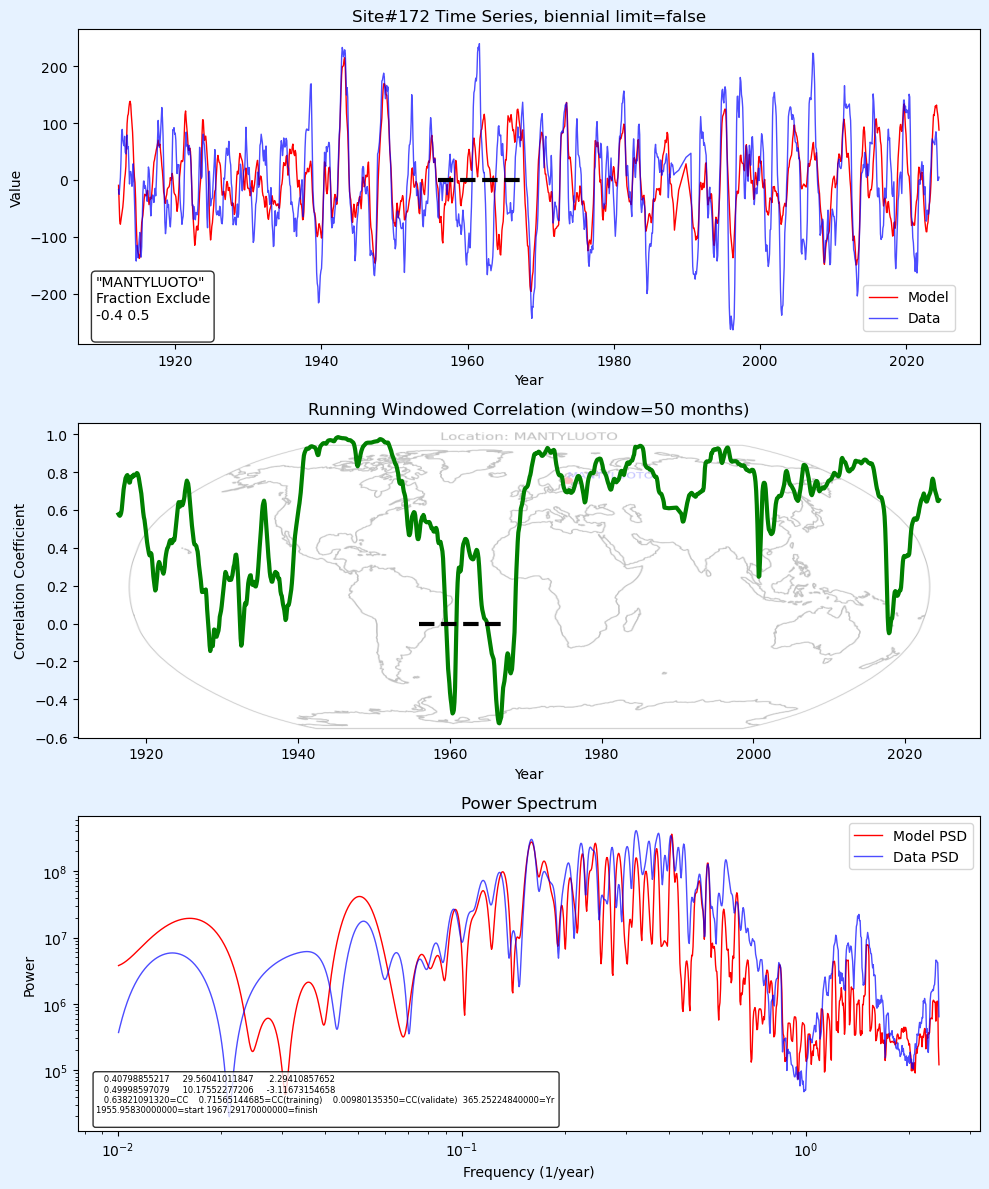 Site#172 Time Series, biennial limit=false
Value
200
100
0
−100
−200
"MANTYLUOTO"
Fraction Exclude
-0.4 0.5
Model
Data
1920 1940 1960 1980 2000 2020
Year
Running Windowed Correlation (window=50 months)
Location: MANTYLUOTO
Correlation Coefficient
1.0
0.8
0.6
0.4
0.2
0.0
−0.2
−0.4
−0.6
1920 1940 1960 1980 2000 2020
Year
Power Spectrum
Model PSD
Data PSD
Power
10⁸
10⁷
10⁶
10⁵
0.40798855217 29.56041011847 2.29410857652
0.49998597079 10.17552277206 -3.11673154658
0.63821091320=CC 0.71565144685=CC(training) 0.00980135350=CC(validate) 365.25224840000=Yr
1955.95830000000=start 1967.29170000000=finish
10⁻² 10⁻¹ 10⁰
Frequency (1/year)